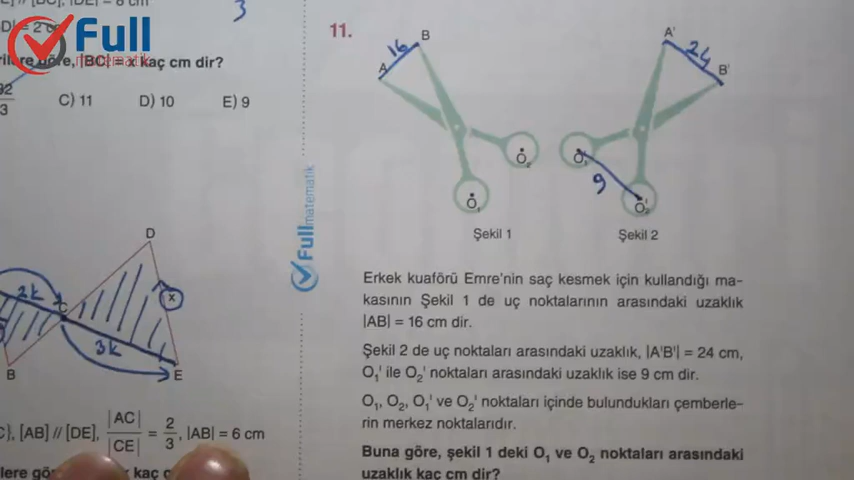 |DE| = 8 cm
D| = 2 c
3
Full
matematik
göre, |BC| = x kaç cm dir?
3
C) 11 D) 10 E) 9
D
2k
C
x
3k
B
E
[AB] // [DE], |AC| / |CE| = 2 / 3, |AB| = 6 cm
kaç
Fullmatematik
11.
16
B
A
O₂
O₁
Şekil 1
A'
24
B'
O₁'
9
O₂'
Şekil 2
Erkek kuaförü Emre'nin saç kesmek için kullandığı ma-
kasının Şekil 1 de uç noktalarının arasındaki uzaklık
|AB| = 16 cm dir.
Şekil 2 de uç noktaları arasındaki uzaklık, |A'B'| = 24 cm,
O₁' ile O₂' noktaları arasındaki uzaklık ise 9 cm dir.
O₁, O₂, O₁' ve O₂' noktaları içinde bulundukları çemberle-
rin merkez noktalarıdır.
Buna göre, şekil 1 deki O₁ ve O₂ noktaları arasındaki
uzaklık kaç cm dir?